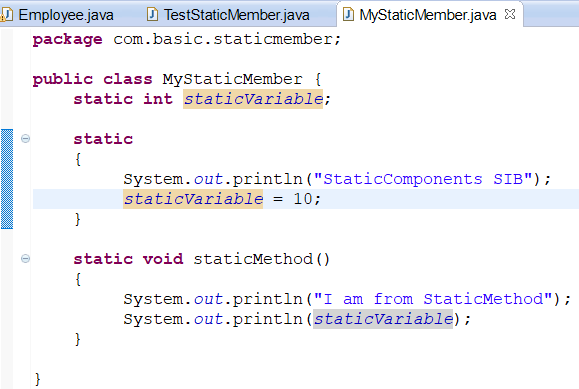 Employee.java TestStaticMember.java MyStaticMember.java
package com.basic.staticmember;
public class MyStaticMember {
static int staticVariable;
static
{
System.out.println("StaticComponents SIB");
staticVariable = 10;
}
static void staticMethod()
{
System.out.println("I am from StaticMethod");
System.out.println(staticVariable);
}
}